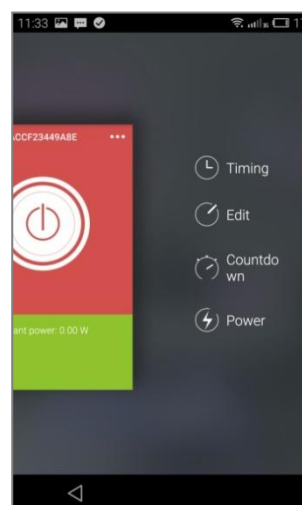 11:33
ACCF23449A8E
Timing
Edit
Countdo
wn
Power
ant power: 0.00 W